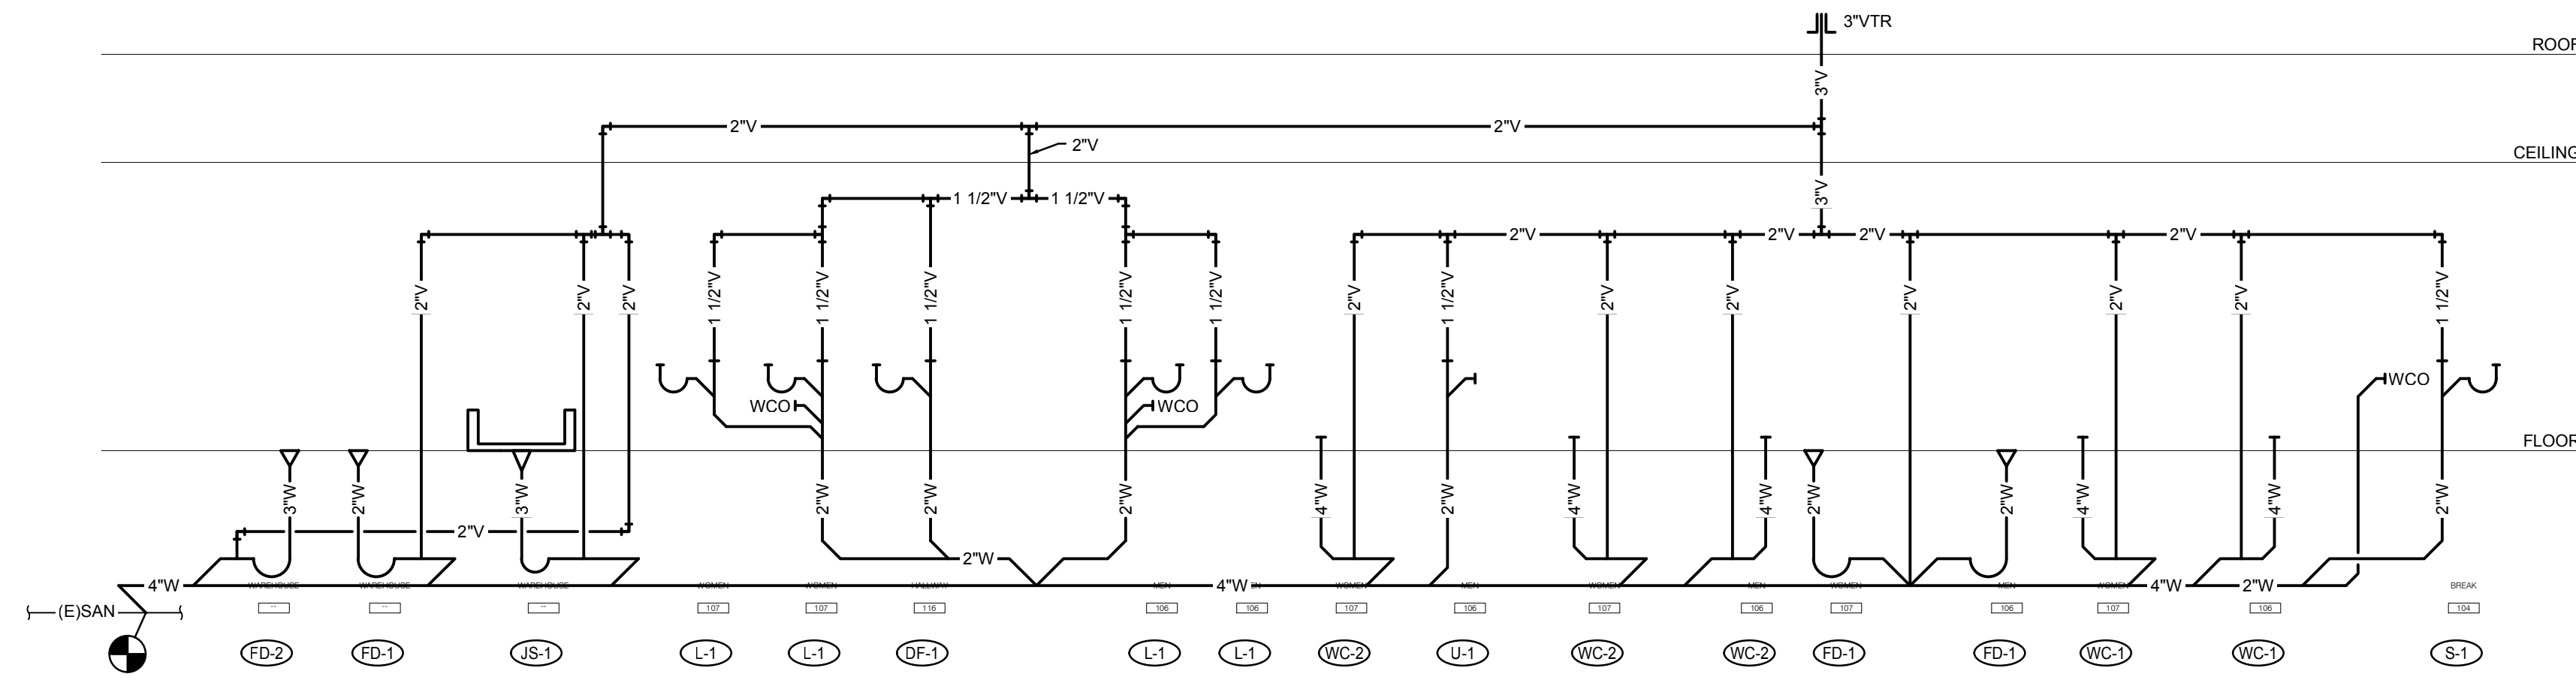 3"VTR
ROOF
3"V
2"V 2"V
2"V
CEILING
1 1/2"V 1 1/2"V 3"V
2"V 2"V 2"V 2"V
2"V 2"V 2"V 1 1/2"V 1 1/2"V 1 1/2"V 1 1/2"V 1 1/2"V 2"V 1 1/2"V 2"V 2"V 2"V 2"V 2"V 1 1/2"V
WCO
WCO WCO
FLOOR
3"W 2"W 3"W 2"W 2"W 2"W 4"W 2"W 4"W 4"W 2"W 2"W 4"W 4"W 2"W
2"V
2"W
4"W WAREHOUSE WAREHOUSE WAREHOUSE WOMEN WOMEN HALLWAY MEN 4"W EN WOMEN MEN WOMEN MEN WOMEN MEN WOMEN 4"W 2"W BREAK
-- -- -- 107 107 116 106 106 107 106 107 106 107 106 107 106 104
(E)SAN
FD-2 FD-1 JS-1 L-1 L-1 DF-1 L-1 L-1 WC-2 U-1 WC-2 WC-2 FD-1 FD-1 WC-1 WC-1 S-1